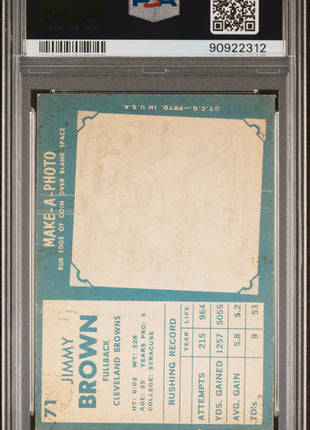 PSA
90922312
©T.C.G.—PRTD. IN U.S.A.
MAKE-A-PHOTO
RUB EDGE OF COIN OVER BLANK SPACE
71
JIMMY
BROWN
FULLBACK
CLEVELAND BROWNS
HT: 6:02 WT: 228
AGE: 25 YEARS PRO: 5
COLLEGE: SYRACUSE
RUSHING RECORD
YEAR LIFE
ATTEMPTS 215 964
YDS. GAINED 1257 5055
AVG. GAIN 5.8 5.2
TDS 9 53